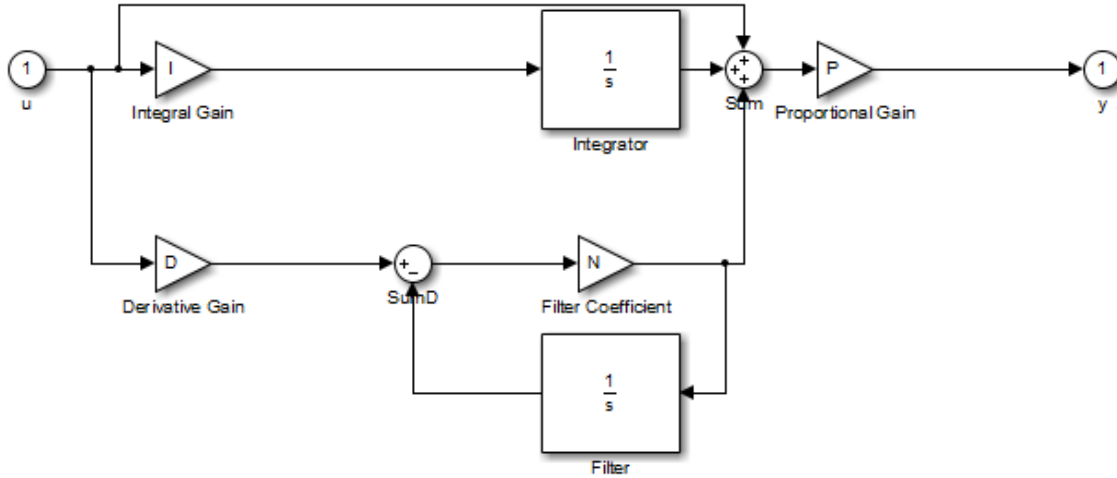 1
u
I
Integral Gain
1
s
Integrator
+
+
+
Sum
P
Proportional Gain
1
y
D
Derivative Gain
+
−
SumD
N
Filter Coefficient
1
s
Filter